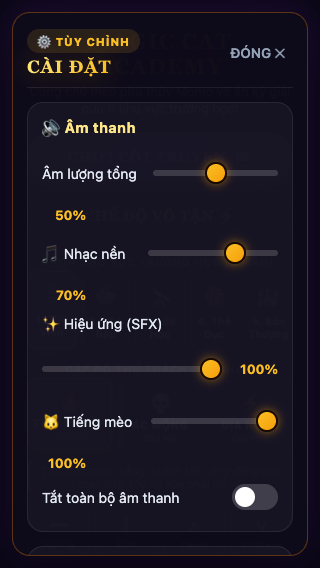 ⚙️ TÙY CHỈNH
CÀI ĐẶT
ĐÓNG ✕
🔊 Âm thanh
Âm lượng tổng
50%
🎵 Nhạc nền
70%
✨ Hiệu ứng (SFX)
100%
🐱 Tiếng mèo
100%
Tắt toàn bộ âm thanh